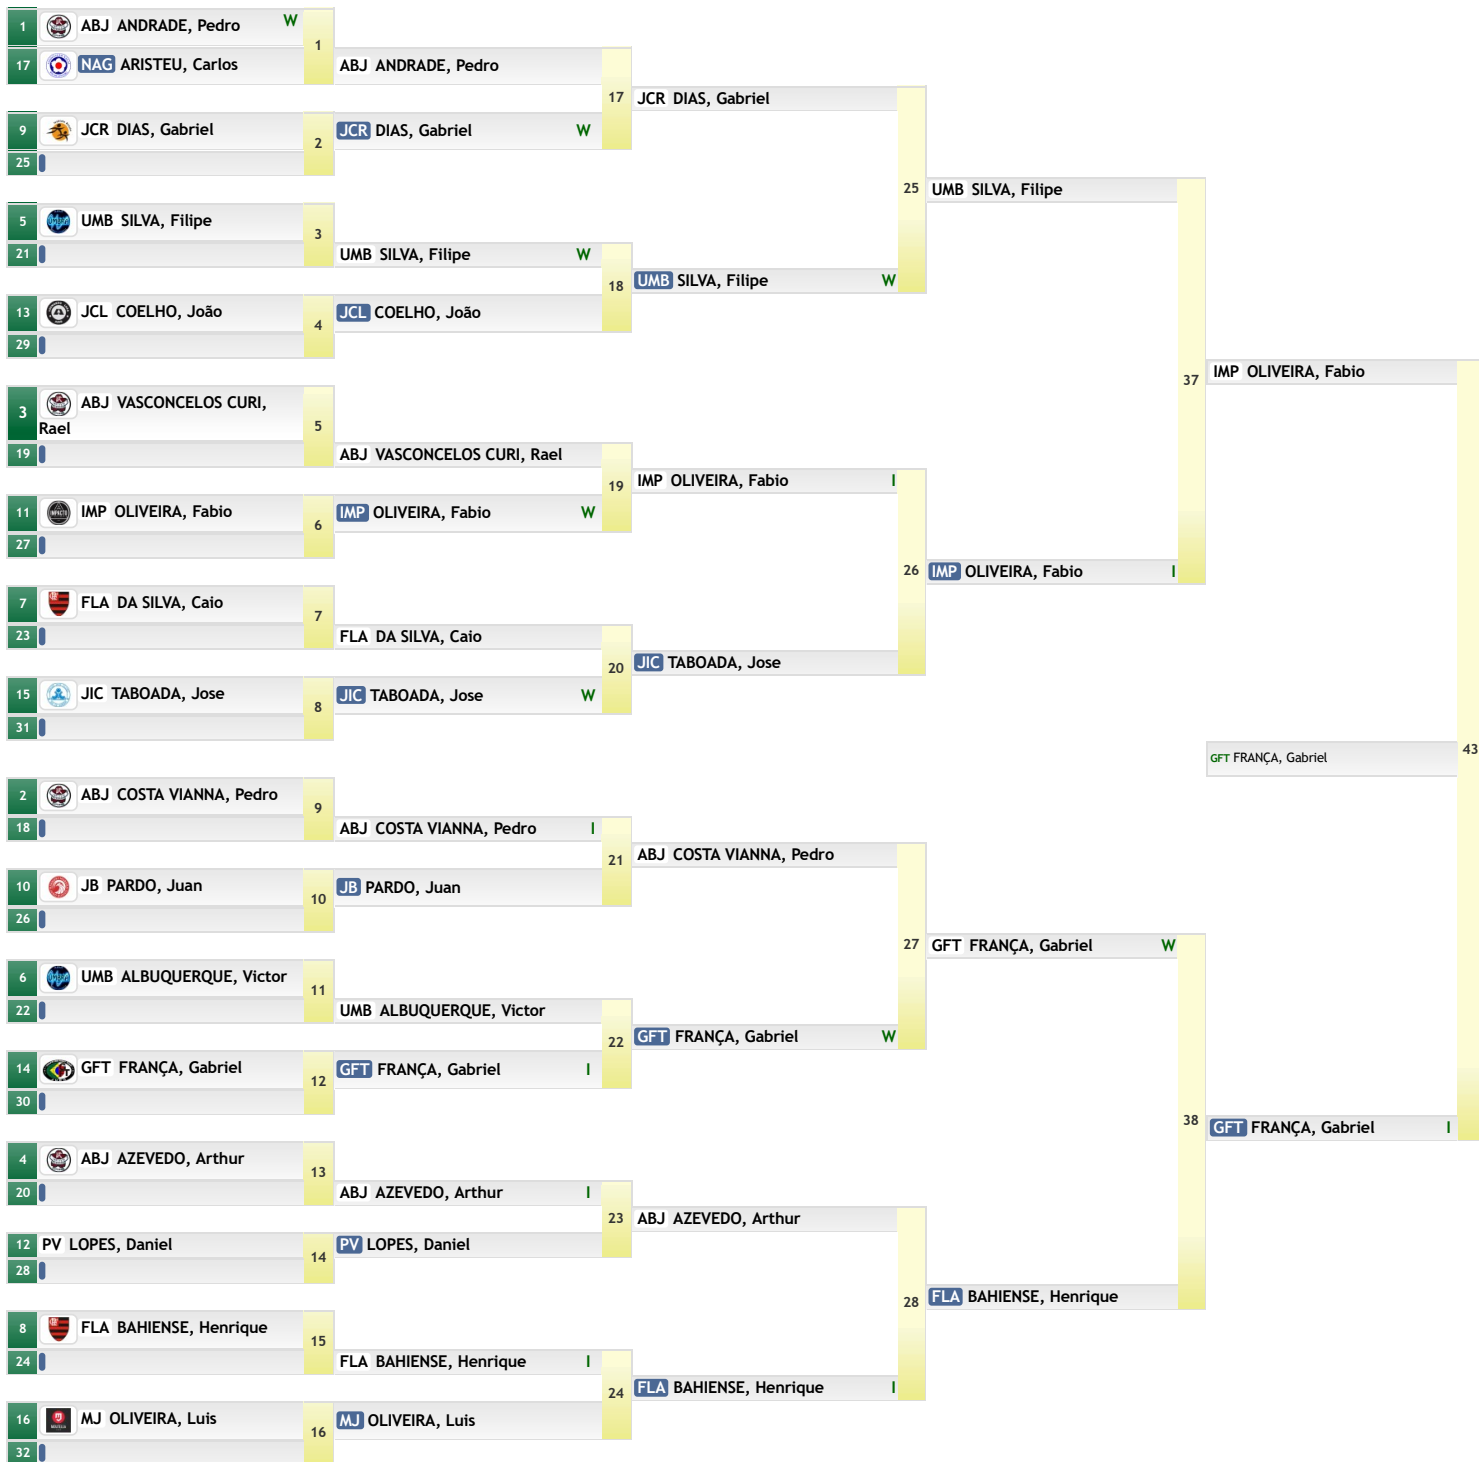 1 ABJ ANDRADE, Pedro W
17 NAG ARISTEU, Carlos
1
9 JCR DIAS, Gabriel
25
2
5 UMB SILVA, Filipe
21
3
13 JCL COELHO, João
29
4
3 ABJ VASCONCELOS CURI,
Rael
19
5
11 IMP OLIVEIRA, Fabio
27
6
7 FLA DA SILVA, Caio
23
7
15 JIC TABOADA, Jose
31
8
2 ABJ COSTA VIANNA, Pedro
18
9
10 JB PARDO, Juan
26
10
6 UMB ALBUQUERQUE, Victor
22
11
14 GFT FRANÇA, Gabriel
30
12
4 ABJ AZEVEDO, Arthur
20
13
12 PV LOPES, Daniel
28
14
8 FLA BAHIENSE, Henrique
24
15
16 MJ OLIVEIRA, Luis
32
16
ABJ ANDRADE, Pedro
JCR DIAS, Gabriel W
17
UMB SILVA, Filipe W
JCL COELHO, João
18
ABJ VASCONCELOS CURI, Rael
IMP OLIVEIRA, Fabio W
19
FLA DA SILVA, Caio
JIC TABOADA, Jose W
20
ABJ COSTA VIANNA, Pedro I
JB PARDO, Juan
21
UMB ALBUQUERQUE, Victor
GFT FRANÇA, Gabriel I
22
ABJ AZEVEDO, Arthur I
PV LOPES, Daniel
23
FLA BAHIENSE, Henrique I
MJ OLIVEIRA, Luis
24
JCR DIAS, Gabriel
UMB SILVA, Filipe W
25
IMP OLIVEIRA, Fabio I
JIC TABOADA, Jose
26
ABJ COSTA VIANNA, Pedro
GFT FRANÇA, Gabriel W
27
ABJ AZEVEDO, Arthur
FLA BAHIENSE, Henrique I
28
UMB SILVA, Filipe
IMP OLIVEIRA, Fabio I
37
GFT FRANÇA, Gabriel W
FLA BAHIENSE, Henrique
38
IMP OLIVEIRA, Fabio
GFT FRANÇA, Gabriel
43
GFT FRANÇA, Gabriel I